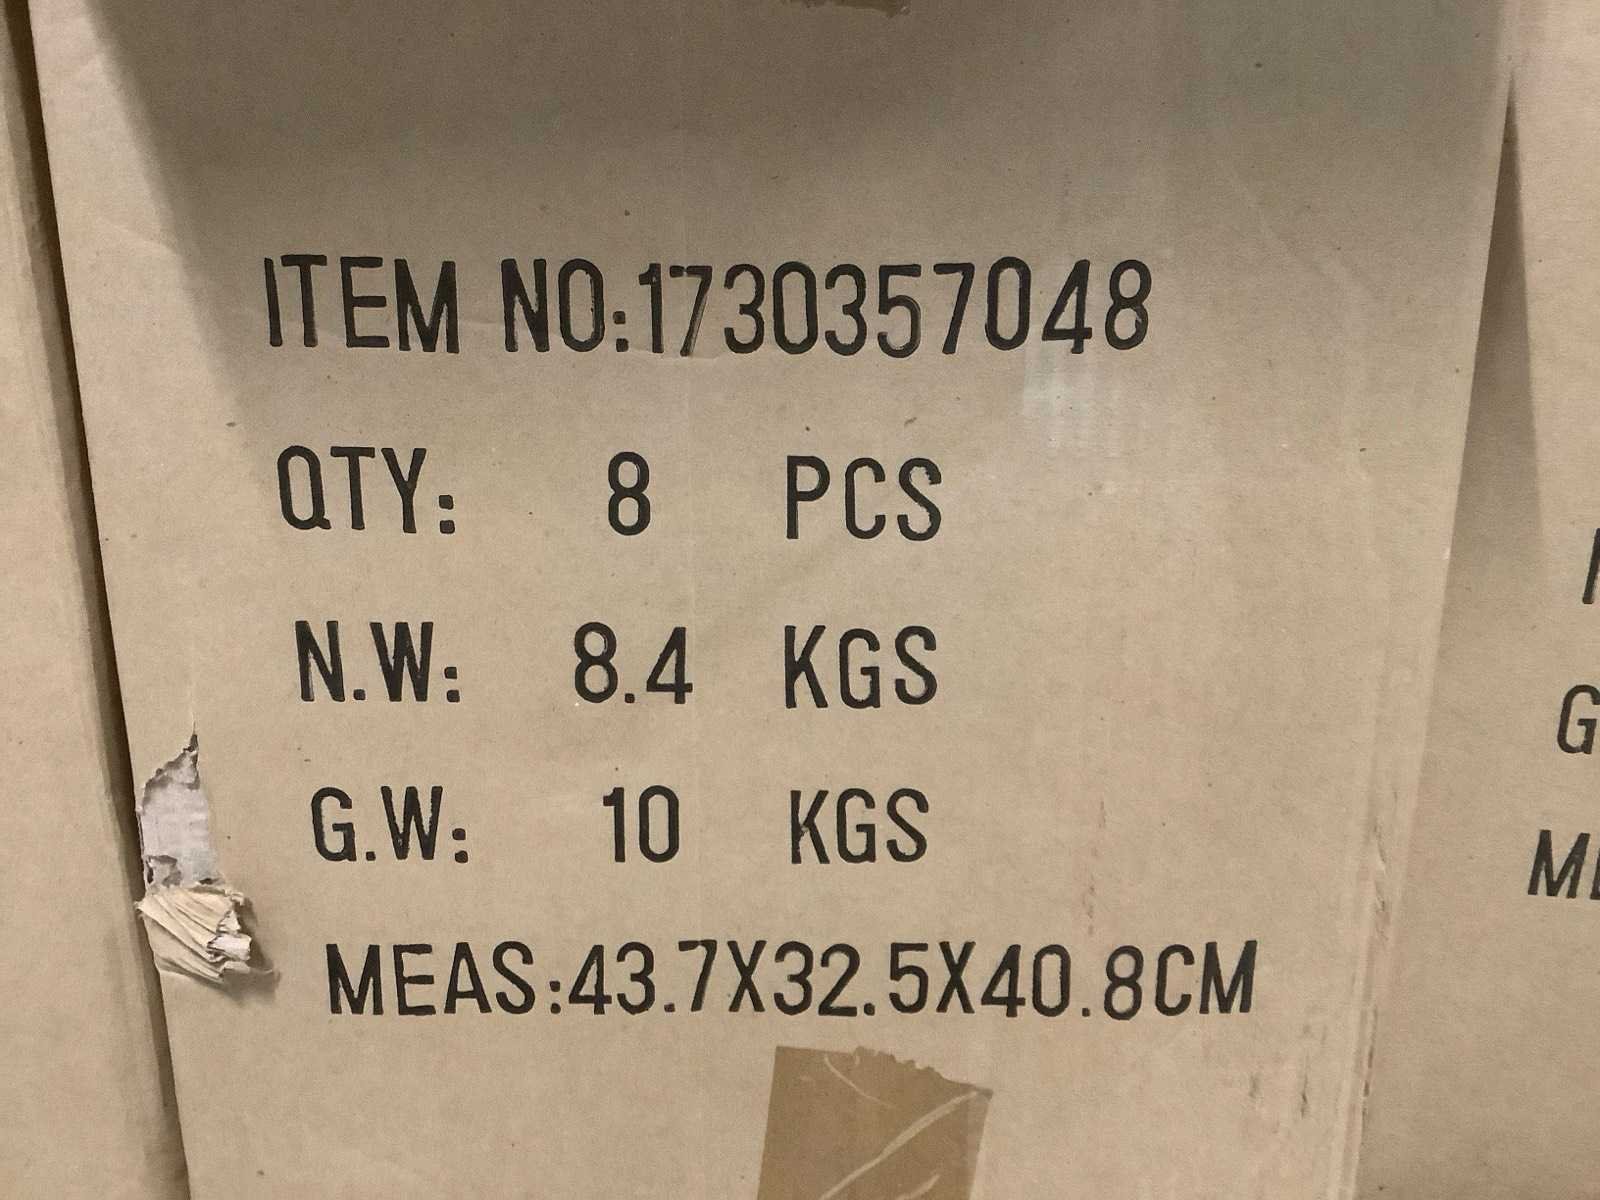 ITEM NO:1730357048
QTY: 8 PCS
N.W: 8.4 KGS
G.W: 10 KGS
MEAS:43.7X32.5X40.8CM